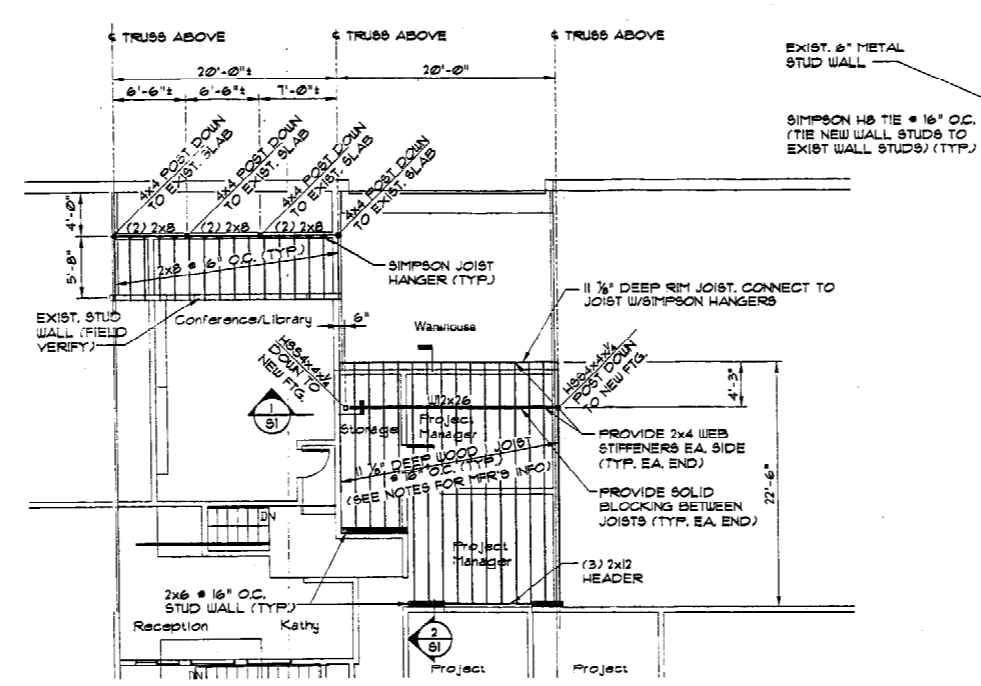 ℄ TRUSS ABOVE
℄ TRUSS ABOVE
℄ TRUSS ABOVE
EXIST. 6" METAL
STUD WALL
20'-0"±
20'-0"
6'-6"±
6'-6"±
7'-0"±
SIMPSON H8 TIE @ 16" O.C.
(TIE NEW WALL STUDS TO
EXIST WALL STUDS) (TYP.)
4x4 POST DOWN
TO EXIST. SLAB
4x4 POST DOWN
TO EXIST. SLAB
4x4 POST DOWN
TO EXIST. SLAB
4x4 POST DOWN
TO EXIST. SLAB
4'-0"
(2) 2x8
(2) 2x8
(2) 2x8
5'-8"
2x8 @ 16" O.C. (TYP.)
SIMPSON JOIST
HANGER (TYP.)
11 7/8" DEEP RIM JOIST. CONNECT TO
JOIST W/SIMPSON HANGERS
EXIST. STUD
WALL (FIELD
VERIFY)
Conference/Library
6"
Warehouse
HSS4x4x1/4
DOWN TO
NEW FTG.
HSS4x4x1/4
POST DOWN
TO NEW FTG.
4'-3"
1
S1
W12x26
Storage
Project
Manager
PROVIDE 2x4 WEB
STIFFENERS EA. SIDE
(TYP. EA. END)
11 7/8" DEEP WOOD I JOIST
@ 16" O.C. (TYP.)
(SEE NOTES FOR MFR'S INFO)
22'-6"
PROVIDE SOLID
BLOCKING BETWEEN
JOISTS (TYP. EA. END)
DN
Project
Manager
(3) 2x12
HEADER
2x6 @ 16" O.C.
STUD WALL (TYP.)
Reception
Kathy
2
S1
DN
Project
Project